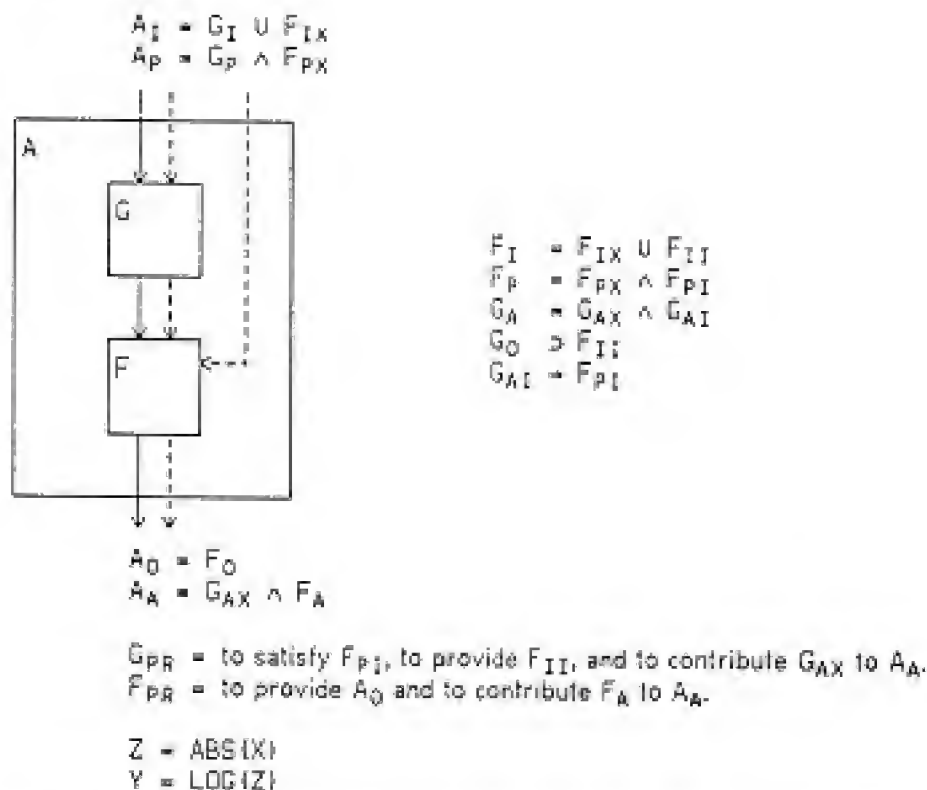 A_I = G_I ∪ F_IX
A_P = G_P ∧ F_PX
A
G
F
F_I = F_IX ∪ F_II
F_P = F_PX ∧ F_PI
G_A = G_AX ∧ G_AI
G_O ⊃ F_II
G_AI = F_PI
A_O = F_O
A_A = G_AX ∧ F_A
G_PR = to satisfy F_PI, to provide F_II, and to contribute G_AX to A_A.
F_PR = to provide A_O and to contribute F_A to A_A.
Z = ABS(X)
Y = LOG(Z)